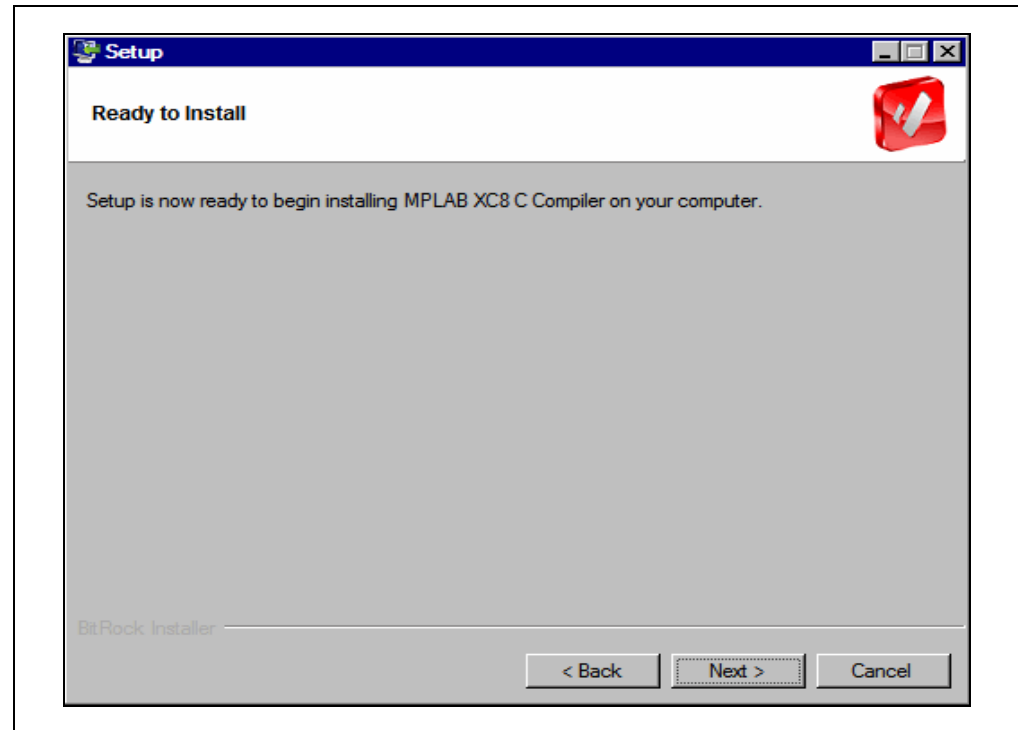 Setup
Ready to Install
Setup is now ready to begin installing MPLAB XC8 C Compiler on your computer.
BitRock Installer
< Back Next > Cancel